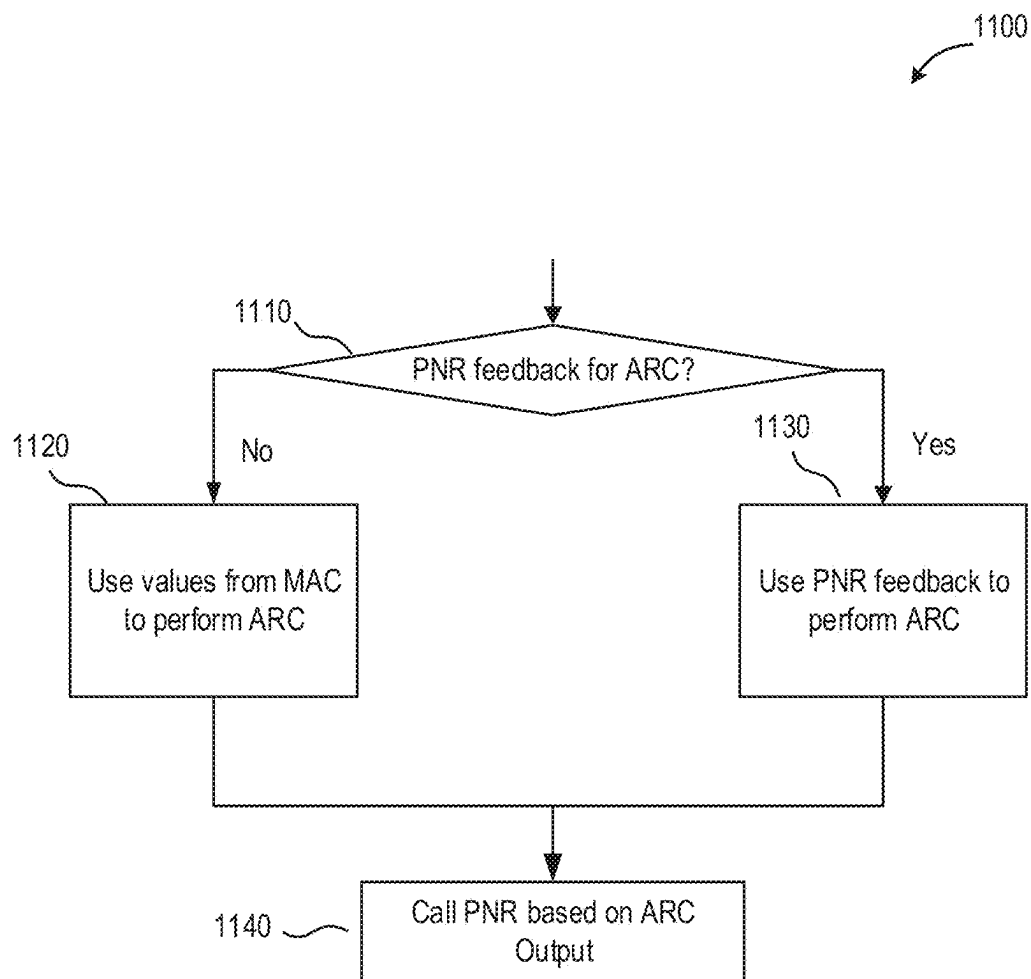 1100
1110
PNR feedback for ARC?
No
Yes
1120
1130
Use values from MAC
to perform ARC
Use PNR feedback to
perform ARC
1140
Call PNR based on ARC
Output